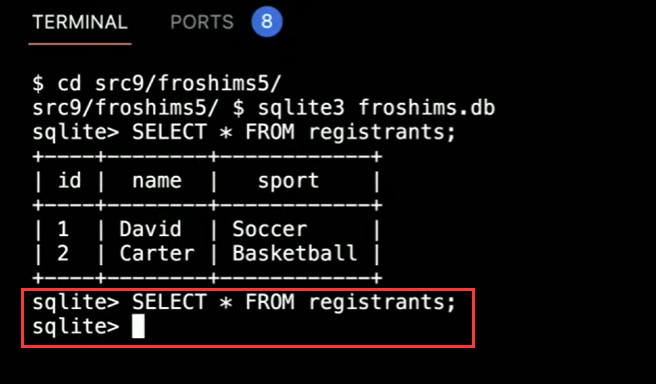 TERMINAL PORTS 8
$ cd src9/froshims5/
src9/froshims5/ $ sqlite3 froshims.db
sqlite> SELECT * FROM registrants;
+----+--------+------------+
| id |  name  |   sport    |
+----+--------+------------+
| 1  | David  | Soccer     |
| 2  | Carter | Basketball |
+----+--------+------------+
sqlite> SELECT * FROM registrants;
sqlite>